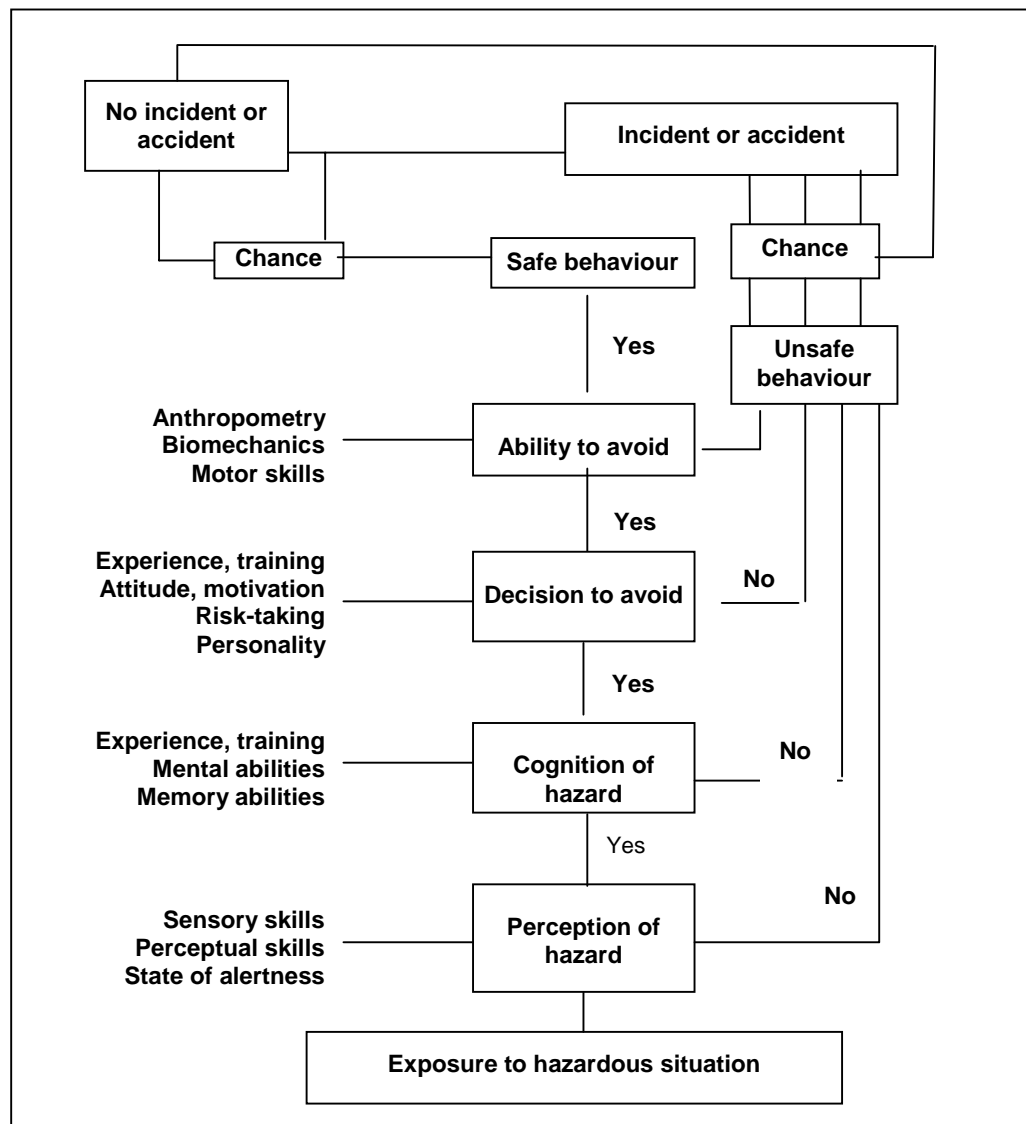 No incident or
accident
Incident or accident
Chance
Safe behaviour
Chance
Yes
Unsafe
behaviour
Anthropometry
Biomechanics
Motor skills
Ability to avoid
Yes
Experience, training
Attitude, motivation
Risk-taking
Personality
Decision to avoid
No
Yes
Experience, training
Mental abilities
Memory abilities
Cognition of
hazard
No
Yes
Sensory skills
Perceptual skills
State of alertness
Perception of
hazard
No
Exposure to hazardous situation